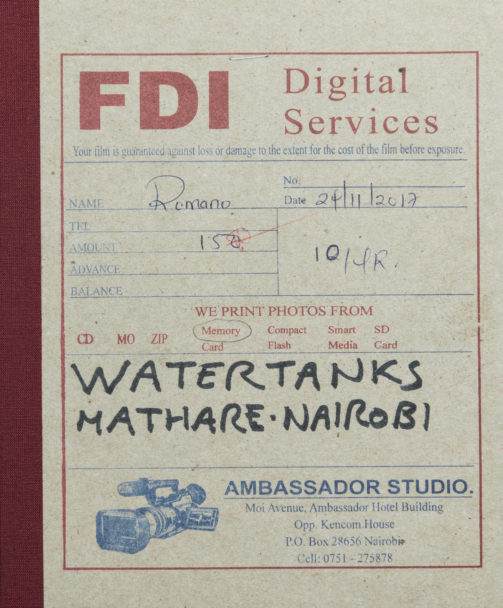 FDI Digital Services
Your film is guaranteed against loss or damage to the extent for the cost of the film before exposure.
No.
NAME Romano Date 24/11/2017
TEL
AMOUNT 150
10/4R.
ADVANCE
BALANCE
WE PRINT PHOTOS FROM
CD MO ZIP Memory Card Compact Flash Smart Media SD Card
WATERTANKS
MATHARE·NAIROBI
AMBASSADOR STUDIO.
Moi Avenue, Ambassador Hotel Building
Opp. Kencom House
P.O. Box 28656 Nairobi
Cell: 0751 - 275878